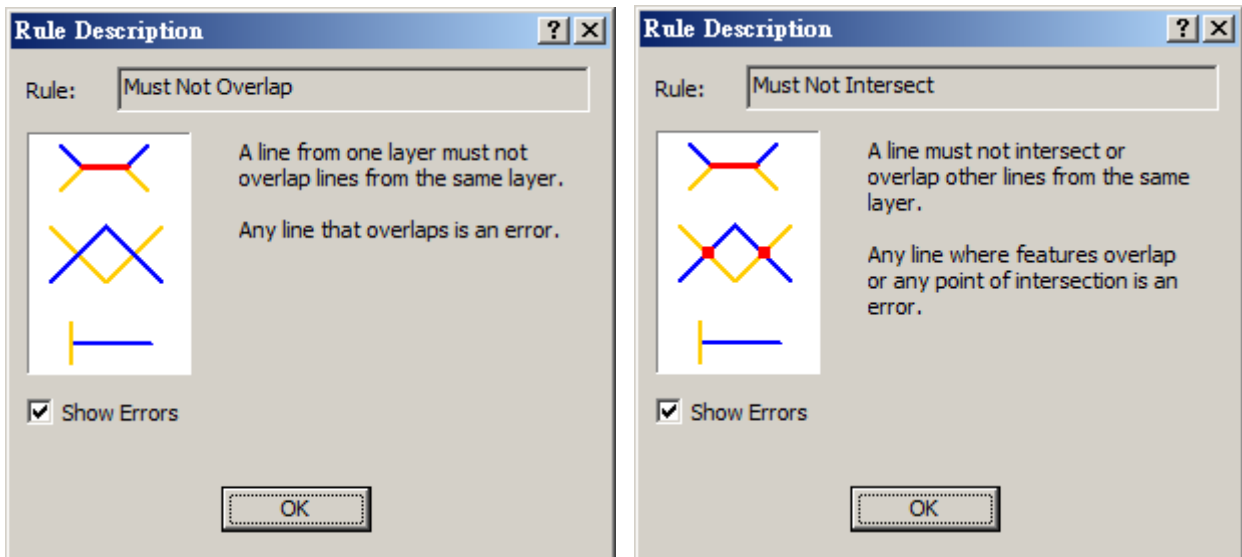 Rule Description
?
Rule:
Must Not Overlap
A line from one layer must not
overlap lines from the same layer.
Any line that overlaps is an error.
Show Errors
OK
Rule Description
?
Rule:
Must Not Intersect
A line must not intersect or
overlap other lines from the same
layer.
Any line where features overlap
or any point of intersection is an
error.
Show Errors
OK